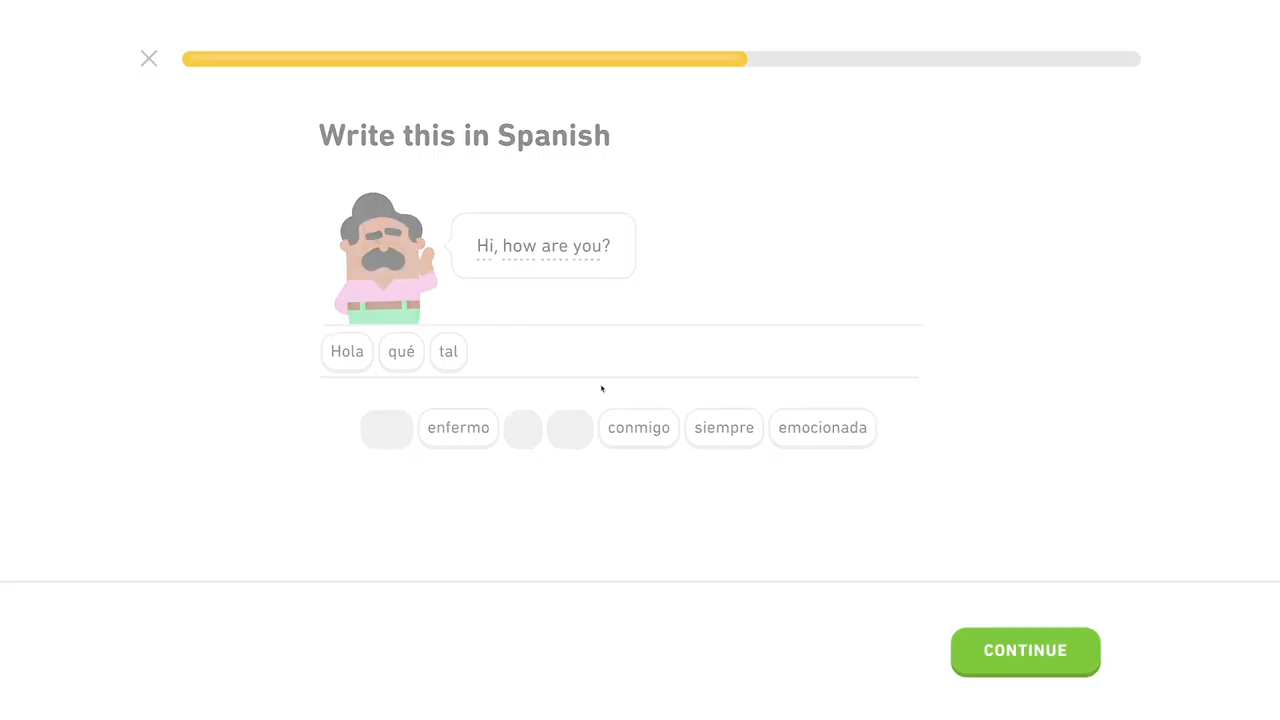 Write this in Spanish
Hi, how are you?
Hola qué tal
enfermo conmigo siempre emocionada
CONTINUE